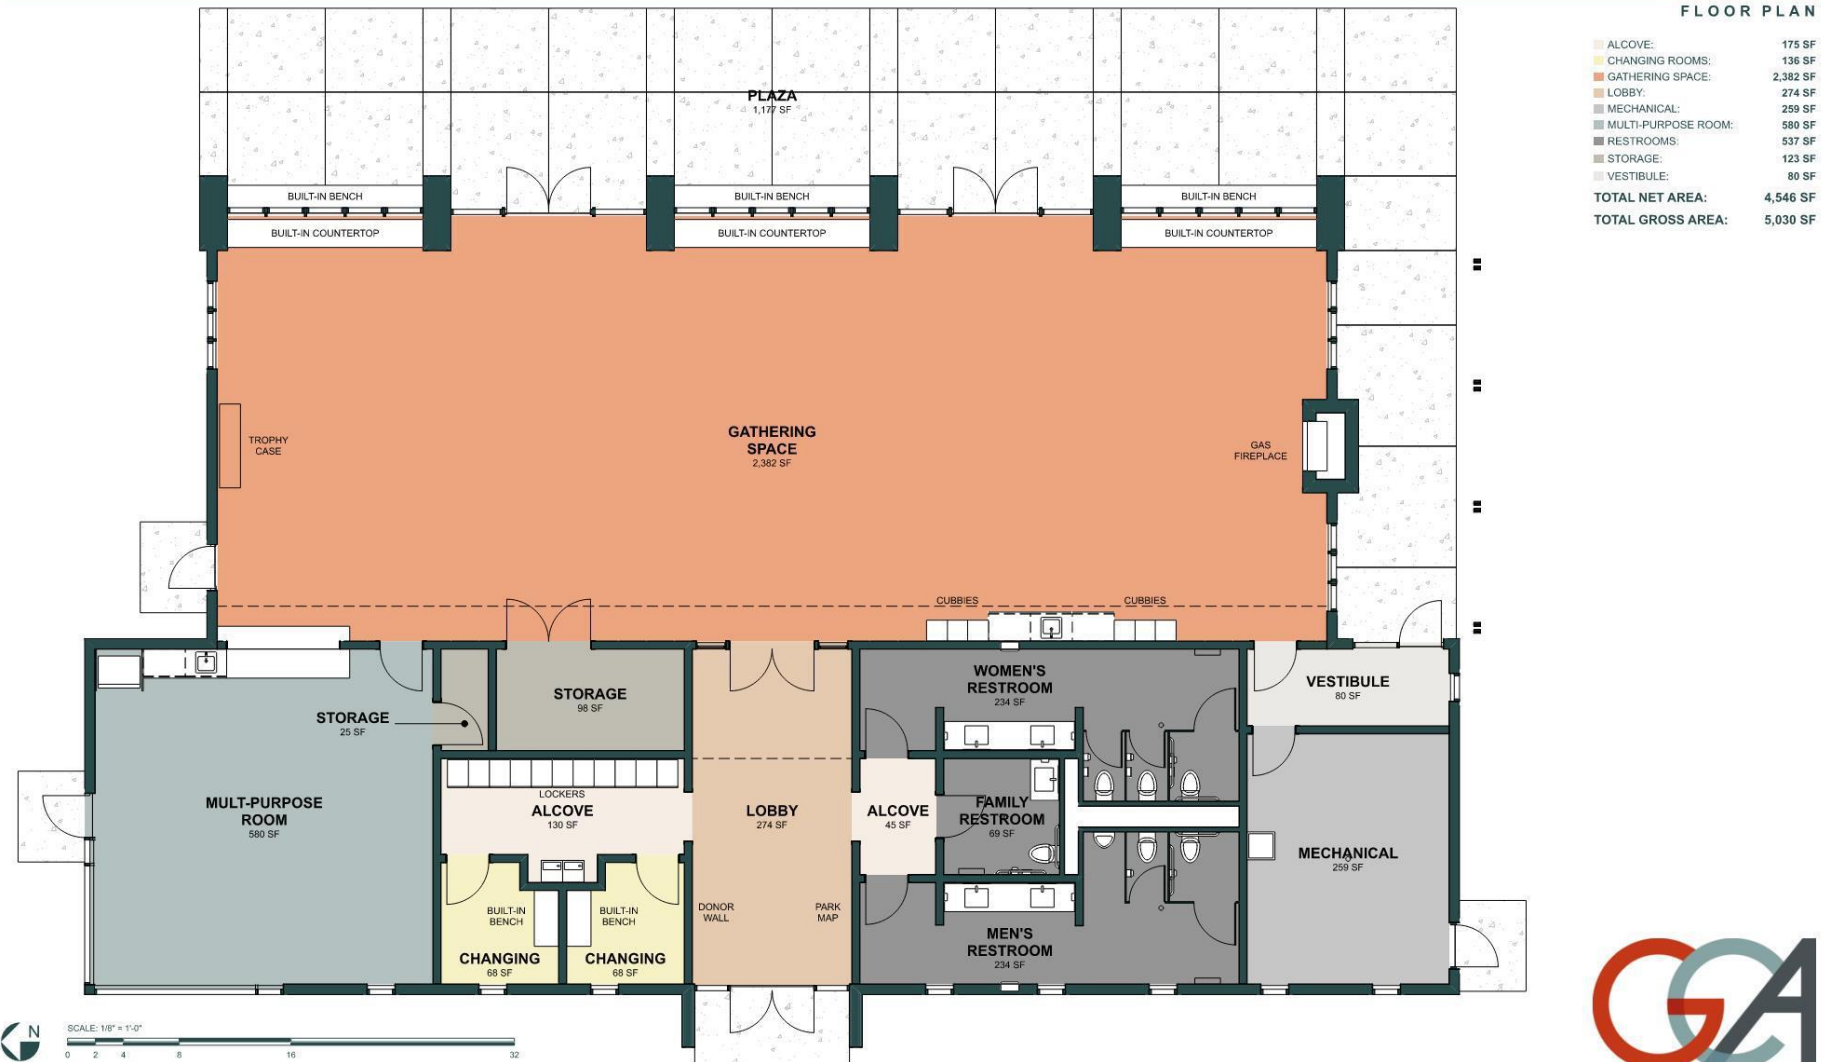 FLOOR PLAN
ALCOVE: 175 SF
CHANGING ROOMS: 136 SF
GATHERING SPACE: 2,382 SF
LOBBY: 274 SF
MECHANICAL: 259 SF
MULTI-PURPOSE ROOM: 580 SF
RESTROOMS: 537 SF
STORAGE: 123 SF
VESTIBULE: 80 SF
TOTAL NET AREA: 4,546 SF
TOTAL GROSS AREA: 5,030 SF
PLAZA
1,177 SF
BUILT-IN BENCH
BUILT-IN BENCH
BUILT-IN BENCH
BUILT-IN COUNTERTOP
BUILT-IN COUNTERTOP
BUILT-IN COUNTERTOP
TROPHY
CASE
GATHERING
SPACE
2,382 SF
GAS
FIREPLACE
CUBBIES
CUBBIES
STORAGE
25 SF
STORAGE
98 SF
WOMEN'S
RESTROOM
234 SF
VESTIBULE
80 SF
MULT-PURPOSE
ROOM
580 SF
LOCKERS
ALCOVE
130 SF
LOBBY
274 SF
ALCOVE
45 SF
FAMILY
RESTROOM
69 SF
MECHANICAL
259 SF
BUILT-IN
BENCH
BUILT-IN
BENCH
DONOR
WALL
PARK
MAP
CHANGING
68 SF
CHANGING
68 SF
MEN'S
RESTROOM
234 SF
N
SCALE: 1/8" = 1'-0"
0 2 4 8 16 32
GCA